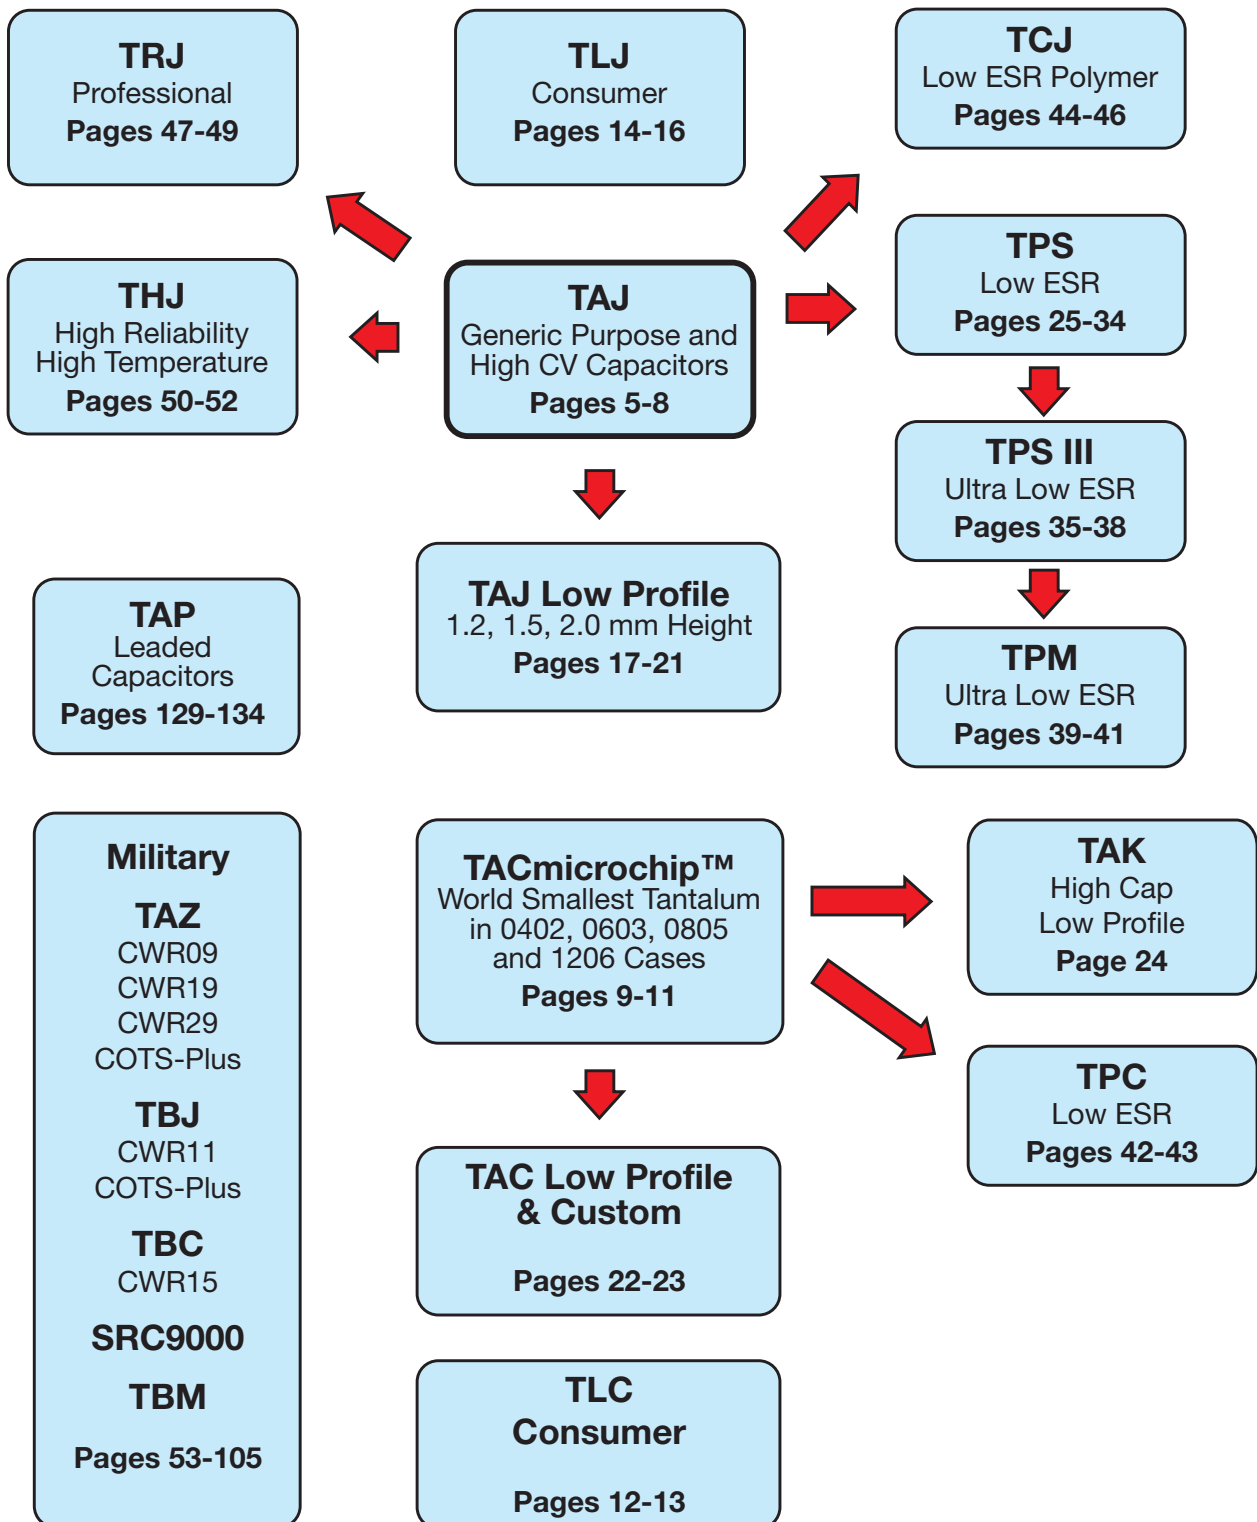 TRJ
Professional
Pages 47-49
TLJ
Consumer
Pages 14-16
TCJ
Low ESR Polymer
Pages 44-46
THJ
High Reliability
High Temperature
Pages 50-52
TAJ
Generic Purpose and
High CV Capacitors
Pages 5-8
TPS
Low ESR
Pages 25-34
TPS III
Ultra Low ESR
Pages 35-38
TAP
Leaded
Capacitors
Pages 129-134
TAJ Low Profile
1.2, 1.5, 2.0 mm Height
Pages 17-21
TPM
Ultra Low ESR
Pages 39-41
Military
TAZ
CWR09
CWR19
CWR29
COTS-Plus
TBJ
CWR11
COTS-Plus
TBC
CWR15
SRC9000
TBM
Pages 53-105
TACmicrochip™
World Smallest Tantalum
in 0402, 0603, 0805
and 1206 Cases
Pages 9-11
TAK
High Cap
Low Profile
Page 24
TPC
Low ESR
Pages 42-43
TAC Low Profile
& Custom
Pages 22-23
TLC
Consumer
Pages 12-13